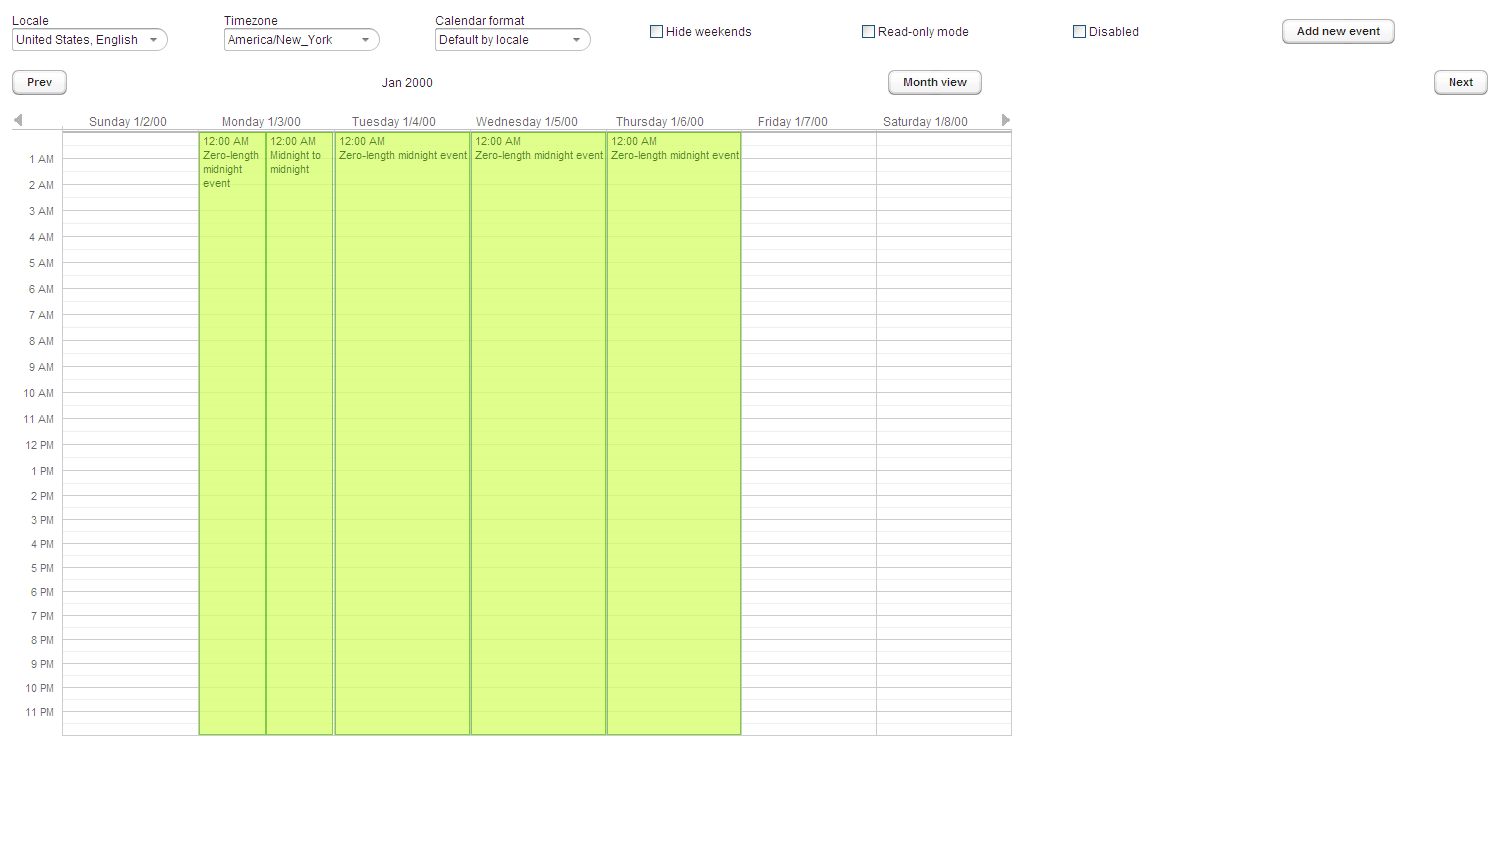 Locale
Timezone
Calendar format
United States, English
America/New_York
Default by locale
Hide weekends
Read-only mode
Disabled
Add new event
Prev
Jan 2000
Month view
Next
Sunday 1/2/00
Monday 1/3/00
Tuesday 1/4/00
Wednesday 1/5/00
Thursday 1/6/00
Friday 1/7/00
Saturday 1/8/00
12:00 AM
Zero-length
midnight
event
12:00 AM
Midnight to
midnight
12:00 AM
Zero-length midnight event
12:00 AM
Zero-length midnight event
12:00 AM
Zero-length midnight event
1 AM
2 AM
3 AM
4 AM
5 AM
6 AM
7 AM
8 AM
9 AM
10 AM
11 AM
12 PM
1 PM
2 PM
3 PM
4 PM
5 PM
6 PM
7 PM
8 PM
9 PM
10 PM
11 PM